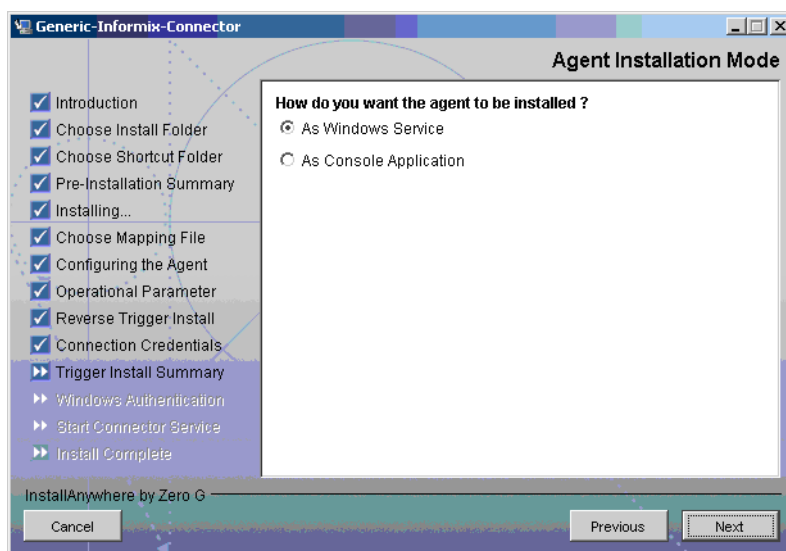 Generic-Informix-Connector
Agent Installation Mode
Introduction
Choose Install Folder
Choose Shortcut Folder
Pre-Installation Summary
Installing...
Choose Mapping File
Configuring the Agent
Operational Parameter
Reverse Trigger Install
Connection Credentials
Trigger Install Summary
Windows Authentication
Start Connector Service
Install Complete
How do you want the agent to be installed ?
As Windows Service
As Console Application
InstallAnywhere by Zero G
Cancel
Previous
Next